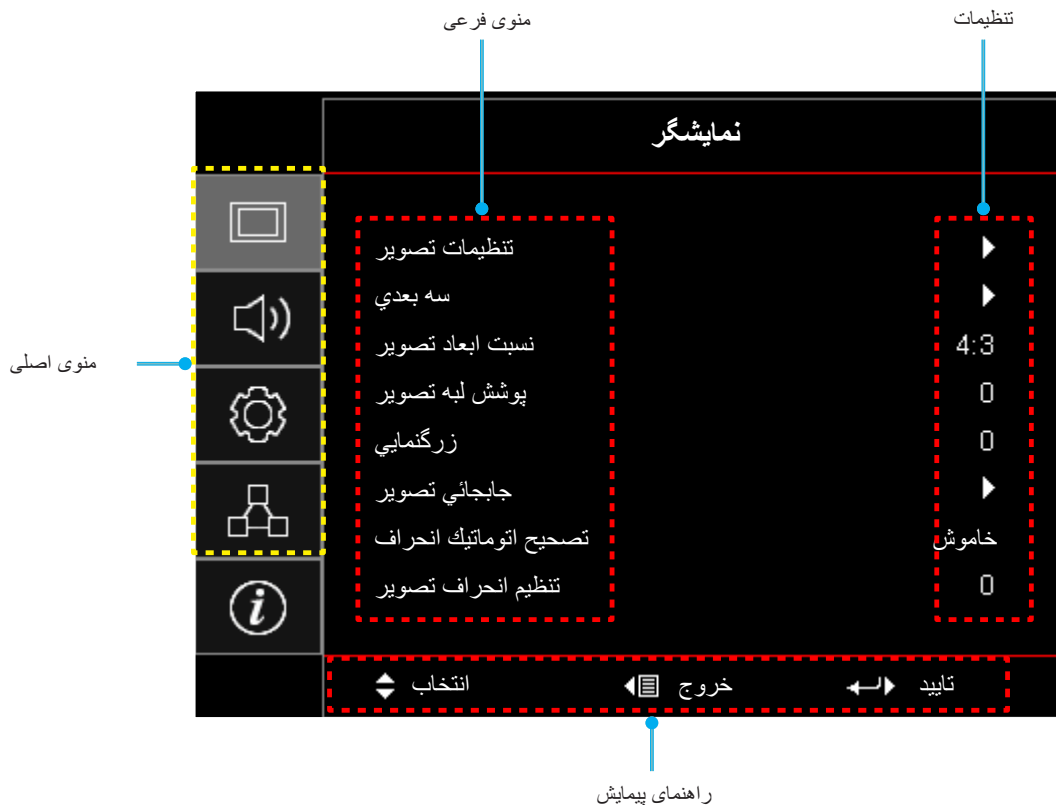 منوی فرعی
تنظیمات
نمایشگر
تنظیمات تصویر
سه بعدي
نسبت ابعاد تصویر
4:3
پوشش لبه تصویر
0
زرگنمایي
0
جابجائي تصویر
تصحیح اتوماتیك انحراف
خاموش
تنظیم انحراف تصویر
0
منوی اصلی
انتخاب
خروج
تایید
راهنمای پیمایش